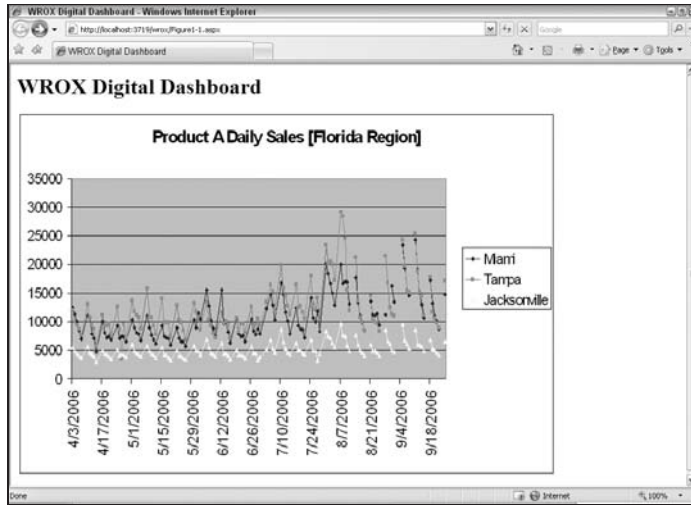 WROX Digital Dashboard - Windows Internet Explorer
http://localhost:3719/wrox/Figure1-1.aspx
Google
WROX Digital Dashboard
Page
Tools
WROX Digital Dashboard
Product A Daily Sales [Florida Region]
35000
30000
25000
20000
15000
10000
5000
0
4/3/2006
4/17/2006
5/1/2006
5/15/2006
5/29/2006
6/12/2006
6/26/2006
7/10/2006
7/24/2006
8/7/2006
8/21/2006
9/4/2006
9/18/2006
Miami
Tampa
Jacksonville
Done
Internet
100%